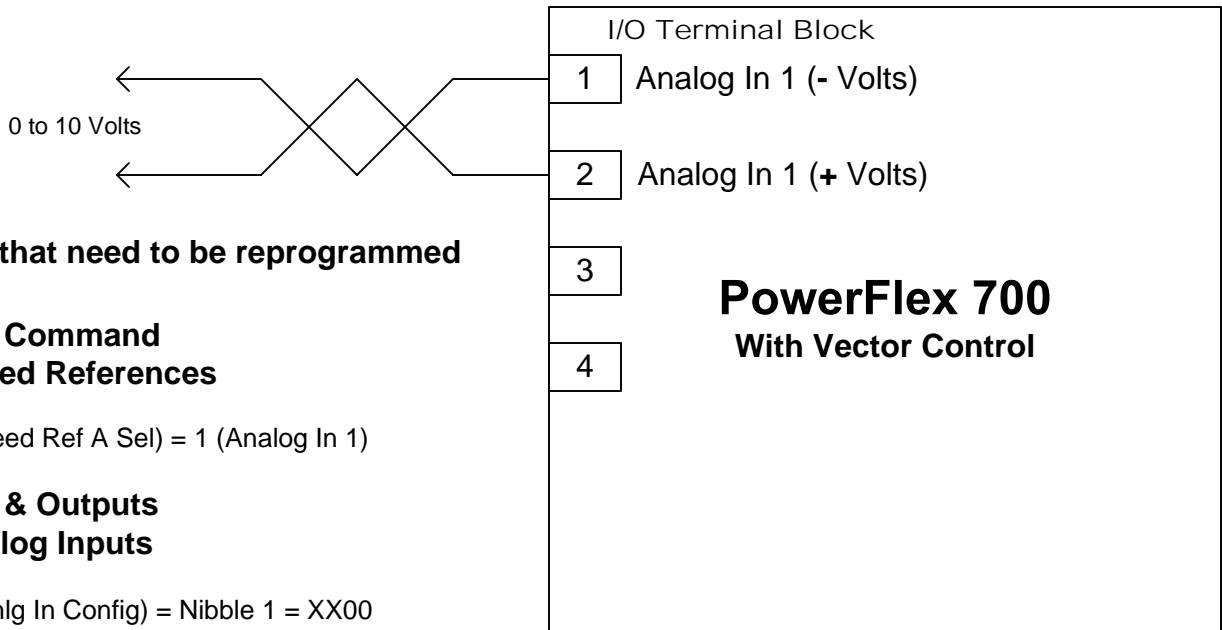 I/O Terminal Block
1 Analog In 1 (- Volts)
0 to 10 Volts
2 Analog In 1 (+ Volts)
that need to be reprogrammed
3
PowerFlex 700
Command
With Vector Control
4
ed References
eed Ref A Sel) = 1 (Analog In 1)
& Outputs
log Inputs
nlg In Config) = Nibble 1 = XX00